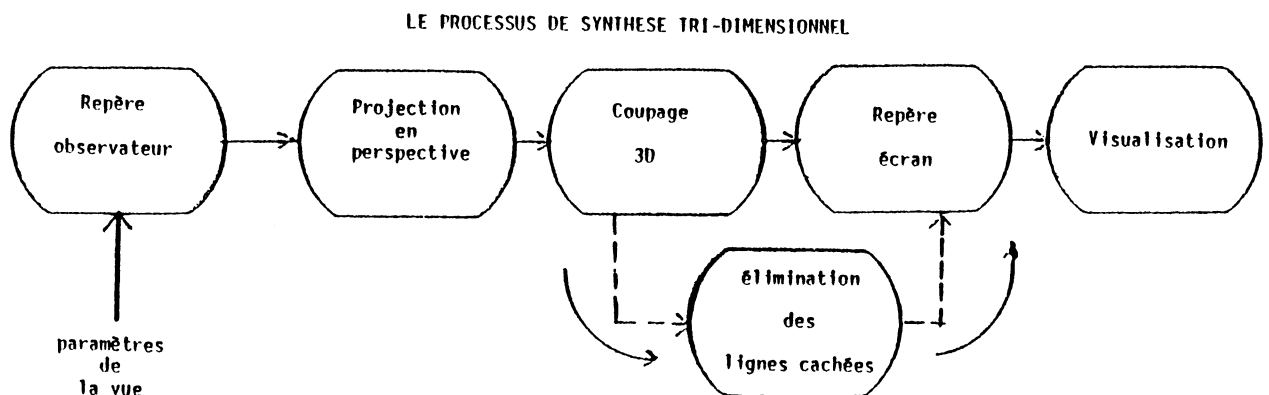 LE PROCESSUS DE SYNTHESE TRI-DIMENSIONNEL
Repère
observateur
Projection
en
perspective
Coupage
3D
Repère
écran
Visualisation
élimination
des
lignes cachées
paramètres
de
la vue